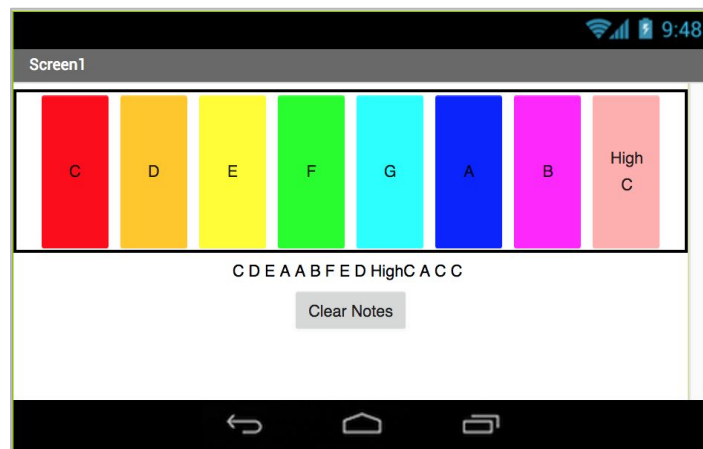 9:48
Screen1
C D E F G A B High C
C D E A A B F E D HighC A C C
Clear Notes